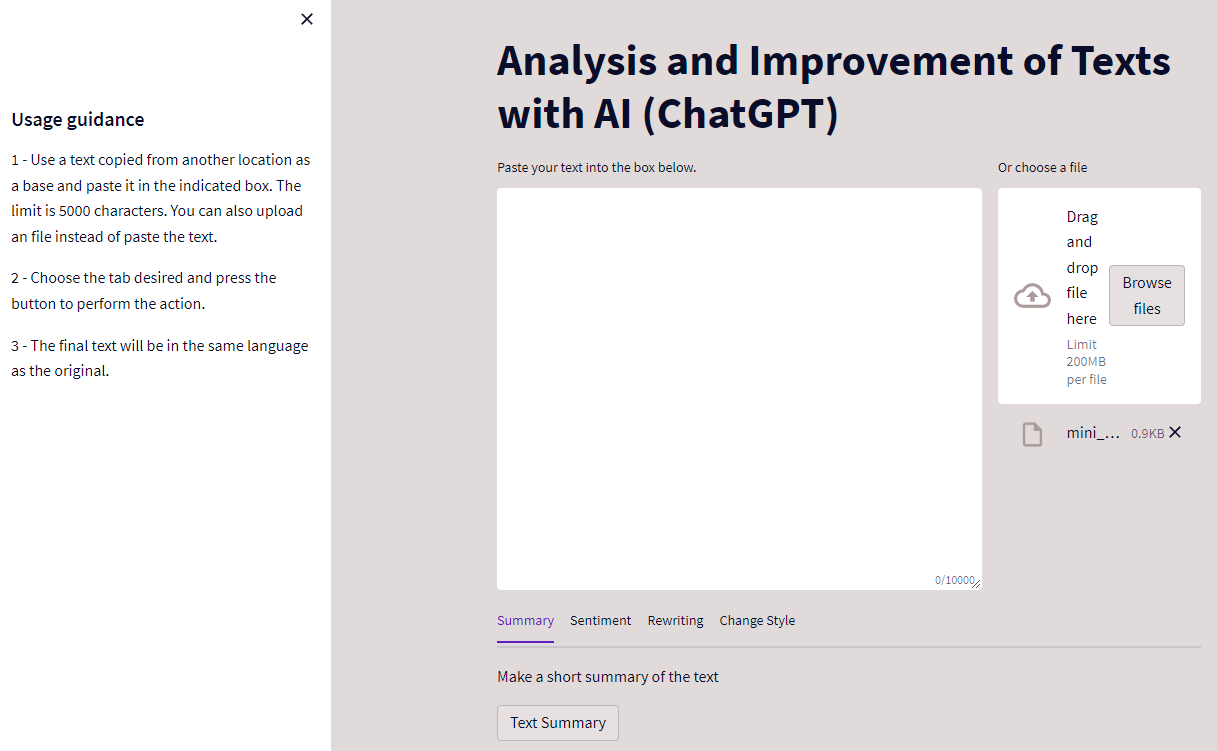 Usage guidance
1 - Use a text copied from another location as
a base and paste it in the indicated box. The
limit is 5000 characters. You can also upload
an file instead of paste the text.
2 - Choose the tab desired and press the
button to perform the action.
3 - The final text will be in the same language
as the original.
Analysis and Improvement of Texts
with AI (ChatGPT)
Paste your text into the box below.
0/10000
Or choose a file
Drag
and
drop
file
here
Limit
200MB
per file
Browse
files
mini_... 0.9KB
Summary Sentiment Rewriting Change Style
Make a short summary of the text
Text Summary